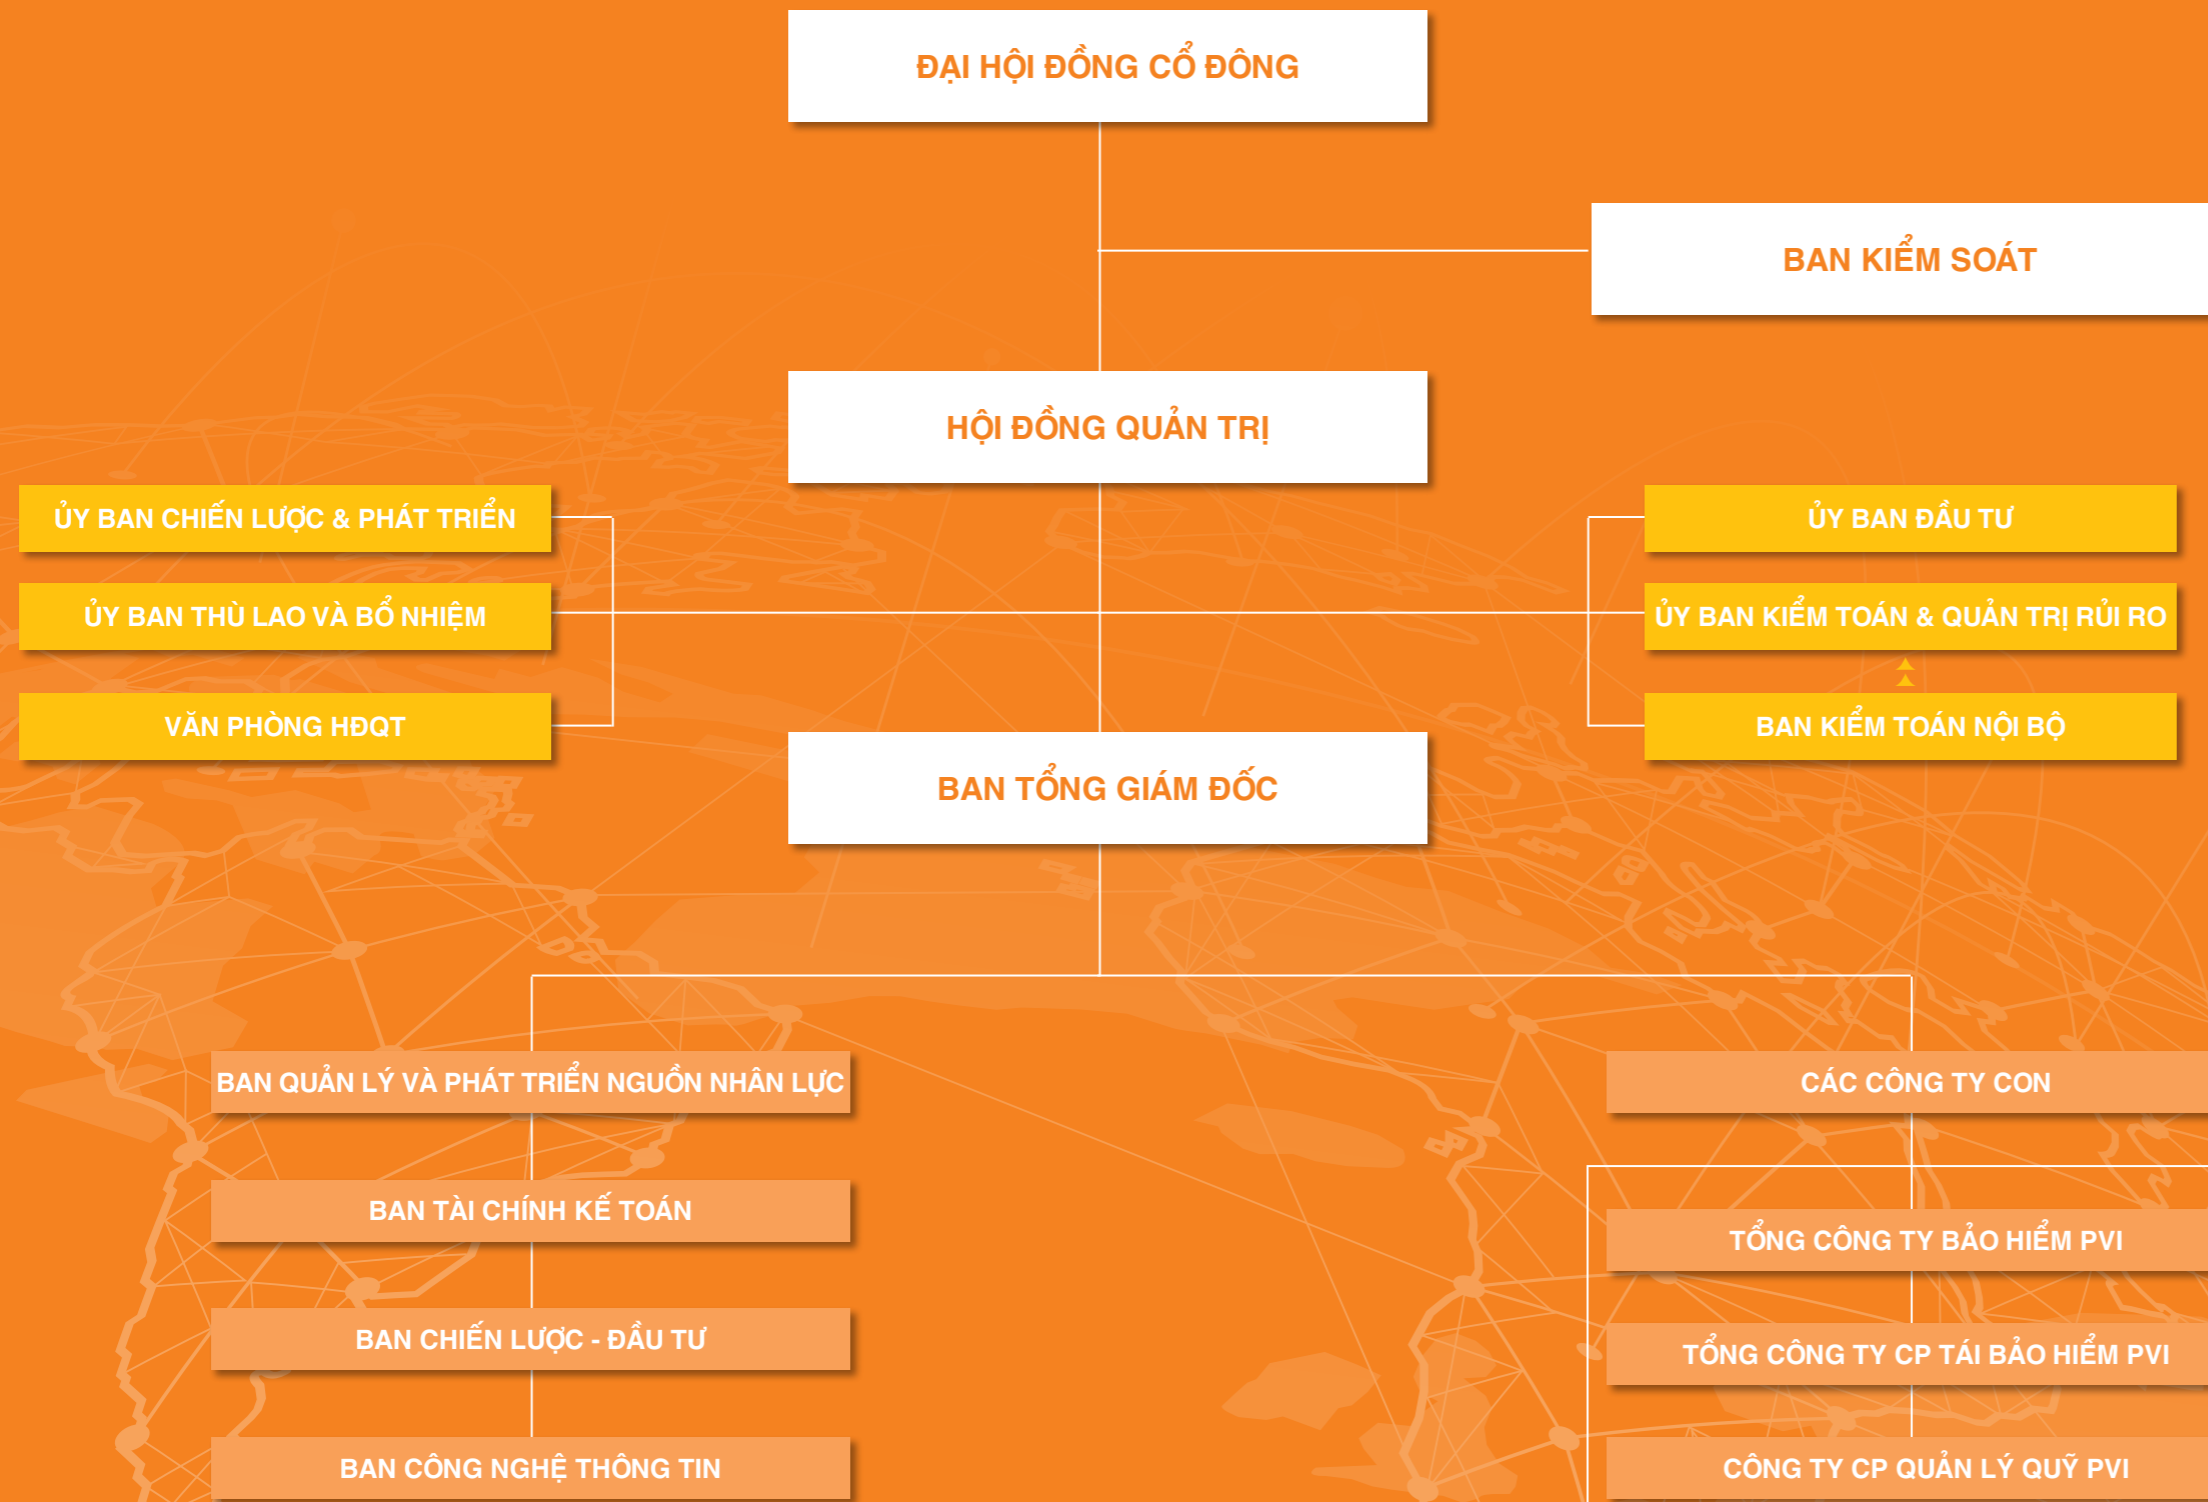 ĐẠI HỘI ĐỒNG CỔ ĐÔNG
BAN KIỂM SOÁT
HỘI ĐỒNG QUẢN TRỊ
ỦY BAN CHIẾN LƯỢC & PHÁT TRIỂN
ỦY BAN ĐẦU TƯ
ỦY BAN THÙ LAO VÀ BỔ NHIỆM
ỦY BAN KIỂM TOÁN & QUẢN TRỊ RỦI RO
VĂN PHÒNG HĐQT
BAN KIỂM TOÁN NỘI BỘ
BAN TỔNG GIÁM ĐỐC
BAN QUẢN LÝ VÀ PHÁT TRIỂN NGUỒN NHÂN LỰC
CÁC CÔNG TY CON
BAN TÀI CHÍNH KẾ TOÁN
TỔNG CÔNG TY BẢO HIỂM PVI
BAN CHIẾN LƯỢC - ĐẦU TƯ
TỔNG CÔNG TY CP TÁI BẢO HIỂM PVI
BAN CÔNG NGHỆ THÔNG TIN
CÔNG TY CP QUẢN LÝ QUỸ PVI